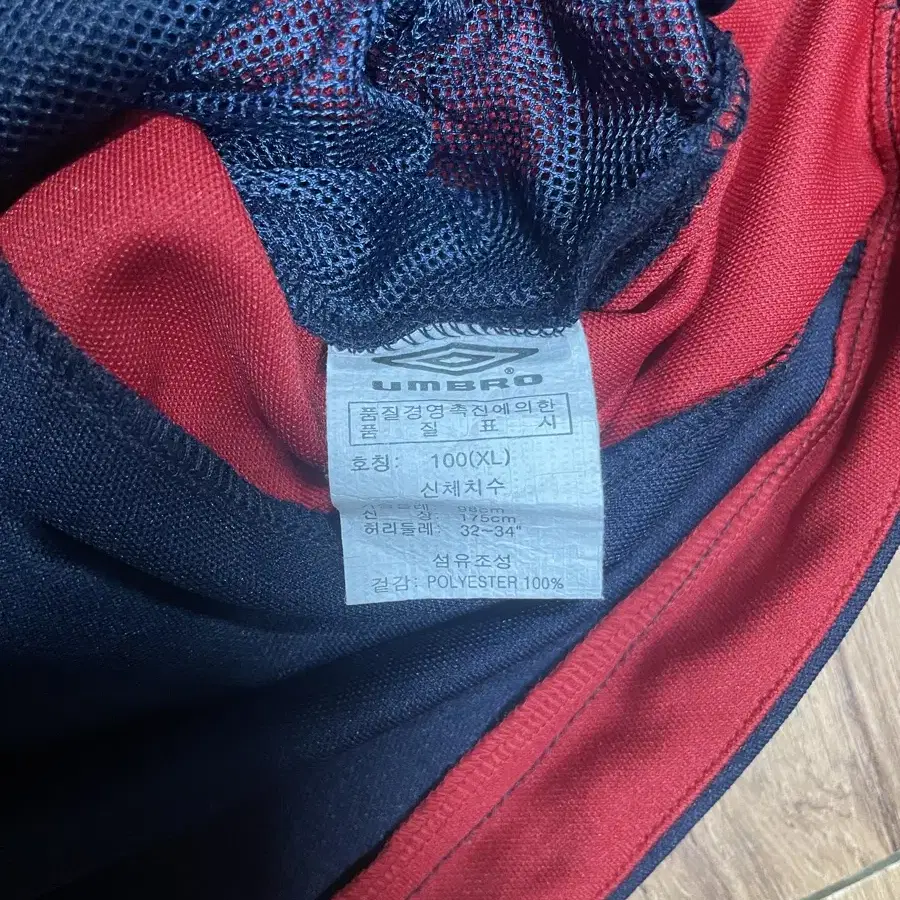 UMBRO®
품질경영촉진에의한
품 질 표 시
호칭: 100(XL)
신체치수
신 장 175cm
허리둘레: 32~34"
섬유조성
겉감: POLYESTER 100%